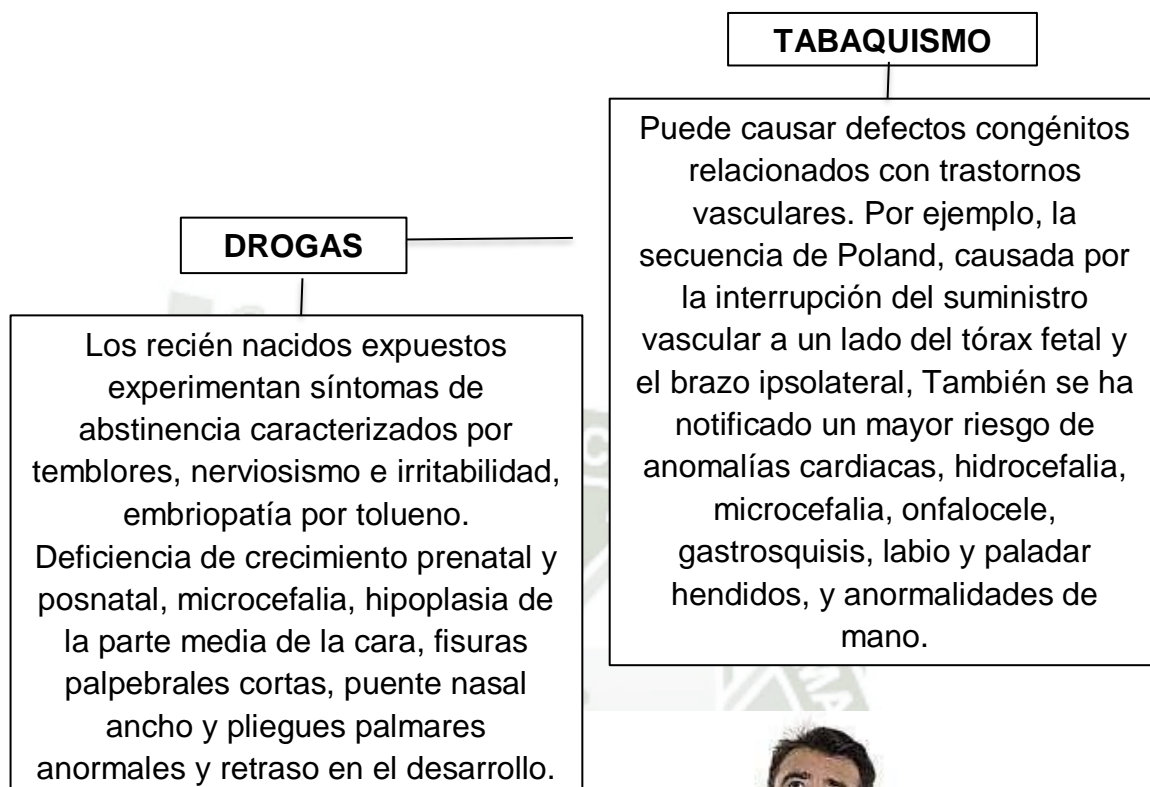 TABAQUISMO
Puede causar defectos congénitos
relacionados con trastornos
vasculares. Por ejemplo, la
secuencia de Poland, causada por
la interrupción del suministro
vascular a un lado del tórax fetal y
el brazo ipsolateral, También se ha
notificado un mayor riesgo de
anomalías cardiacas, hidrocefalia,
microcefalia, onfalocele,
gastrosquisis, labio y paladar
hendidos, y anormalidades de
mano.
DROGAS
Los recién nacidos expuestos
experimentan síntomas de
abstinencia caracterizados por
temblores, nerviosismo e irritabilidad,
embriopatía por tolueno.
Deficiencia de crecimiento prenatal y
posnatal, microcefalia, hipoplasia de
la parte media de la cara, fisuras
palpebrales cortas, puente nasal
ancho y pliegues palmares
anormales y retraso en el desarrollo.